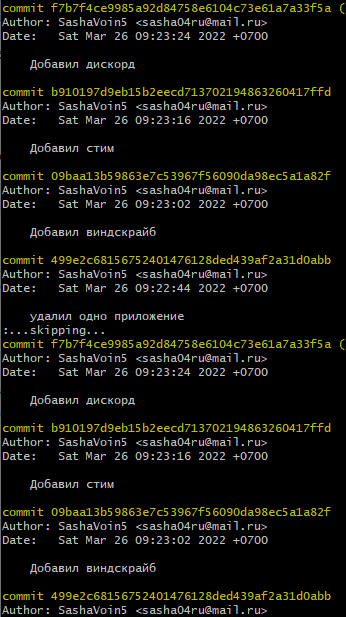 commit f7b7f4ce9985a92d84758e6104c73e61a7a33f5a (
Author: SashaVoin5 <sasha04ru@mail.ru>
Date:   Sat Mar 26 09:23:24 2022 +0700
Добавил дискорд
commit b910197d9eb15b2eecd713702194863260417ffd
Author: SashaVoin5 <sasha04ru@mail.ru>
Date:   Sat Mar 26 09:23:16 2022 +0700
Добавил стим
commit 09baa13b59863e7c53967f56090da98ec5a1a82f
Author: SashaVoin5 <sasha04ru@mail.ru>
Date:   Sat Mar 26 09:23:02 2022 +0700
Добавил виндскрайб
commit 499e2c68156752401476128ded439af2a31d0abb
Author: SashaVoin5 <sasha04ru@mail.ru>
Date:   Sat Mar 26 09:22:44 2022 +0700
удалил одно приложение
:...skipping...
commit f7b7f4ce9985a92d84758e6104c73e61a7a33f5a (
Author: SashaVoin5 <sasha04ru@mail.ru>
Date:   Sat Mar 26 09:23:24 2022 +0700
Добавил дискорд
commit b910197d9eb15b2eecd713702194863260417ffd
Author: SashaVoin5 <sasha04ru@mail.ru>
Date:   Sat Mar 26 09:23:16 2022 +0700
Добавил стим
commit 09baa13b59863e7c53967f56090da98ec5a1a82f
Author: SashaVoin5 <sasha04ru@mail.ru>
Date:   Sat Mar 26 09:23:02 2022 +0700
Добавил виндскрайб
commit 499e2c68156752401476128ded439af2a31d0abb
Author: SashaVoin5 <sasha04ru@mail.ru>